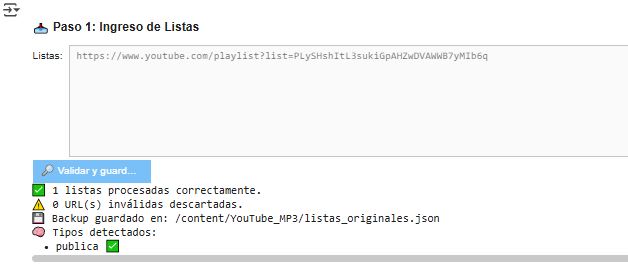 📥 Paso 1: Ingreso de Listas
Listas:
https://www.youtube.com/playlist?list=PLySHshItL3sukiGpAHZwDVAWWB7yMIb6q
🔎 Validar y guard...
✅ 1 listas procesadas correctamente.
⚠️ 0 URL(s) inválidas descartadas.
💾 Backup guardado en: /content/YouTube_MP3/listas_originales.json
🧠 Tipos detectados:
• publica ✅